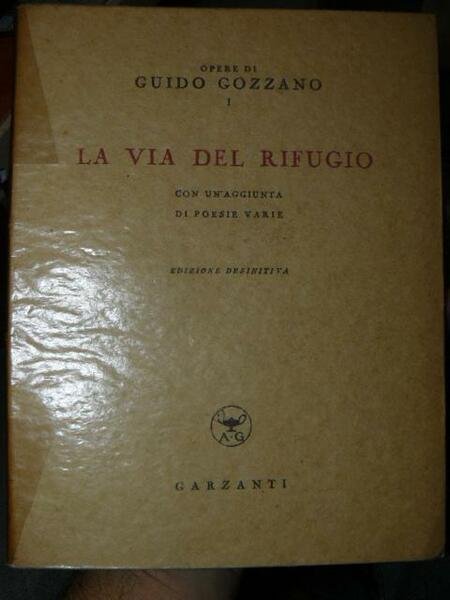 OPERE DI
GUIDO GOZZANO
I
LA VIA DEL RIFUGIO
CON UN'AGGIUNTA
DI POESIE VARIE
EDIZIONE DEFINITIVA
A·G
GARZANTI